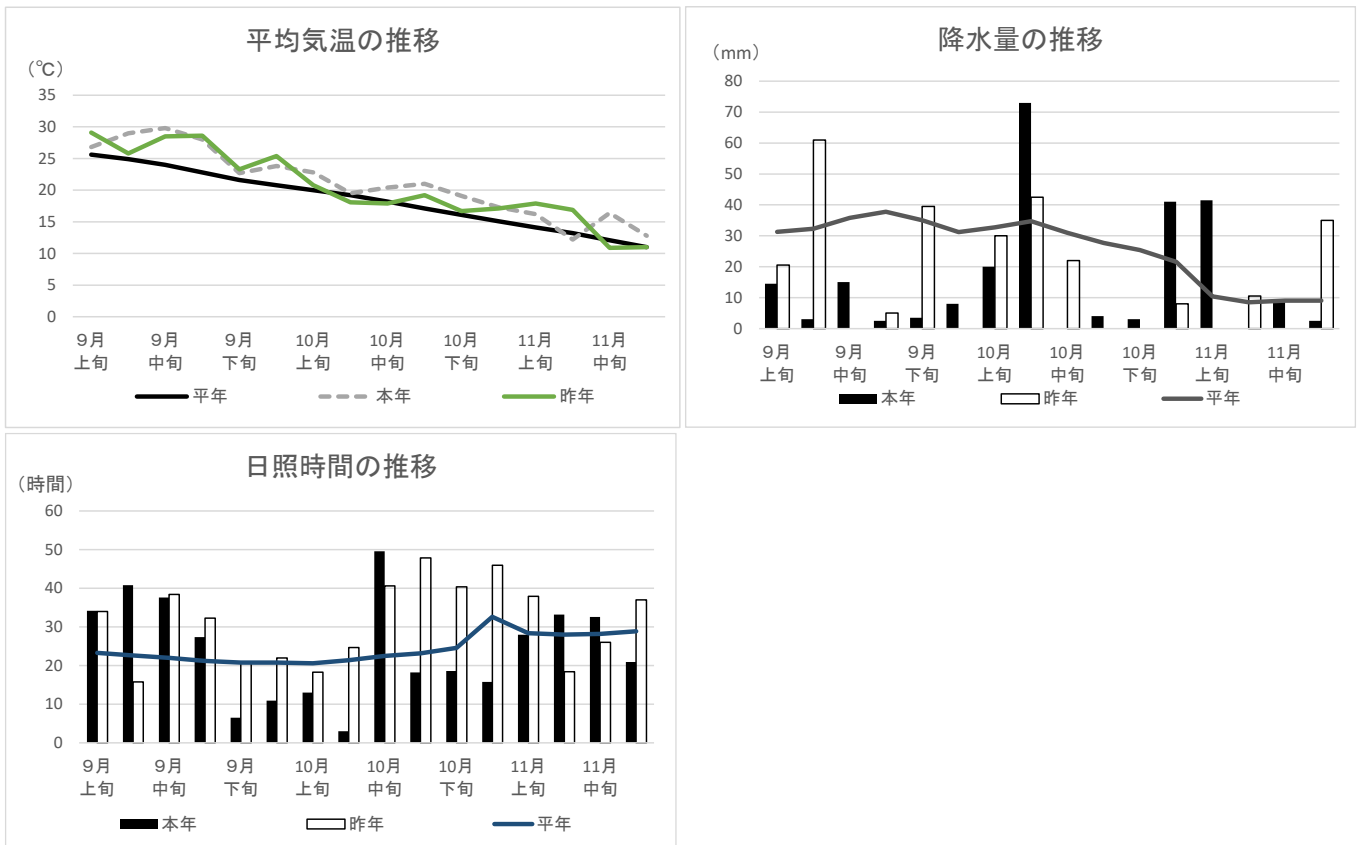 平均気温の推移
（℃）
35
30
25
20
15
10
5
0
9月 9月 9月 10月 10月 10月 11月 11月
上旬 中旬 下旬 上旬 中旬 下旬 上旬 中旬
平年 本年 昨年
降水量の推移
（mm）
80
70
60
50
40
30
20
10
0
9月 9月 9月 10月 10月 10月 11月 11月
上旬 中旬 下旬 上旬 中旬 下旬 上旬 中旬
本年 昨年 平年
日照時間の推移
（時間）
60
50
40
30
20
10
0
9月 9月 9月 10月 10月 10月 11月 11月
上旬 中旬 下旬 上旬 中旬 下旬 上旬 中旬
本年 昨年 平年